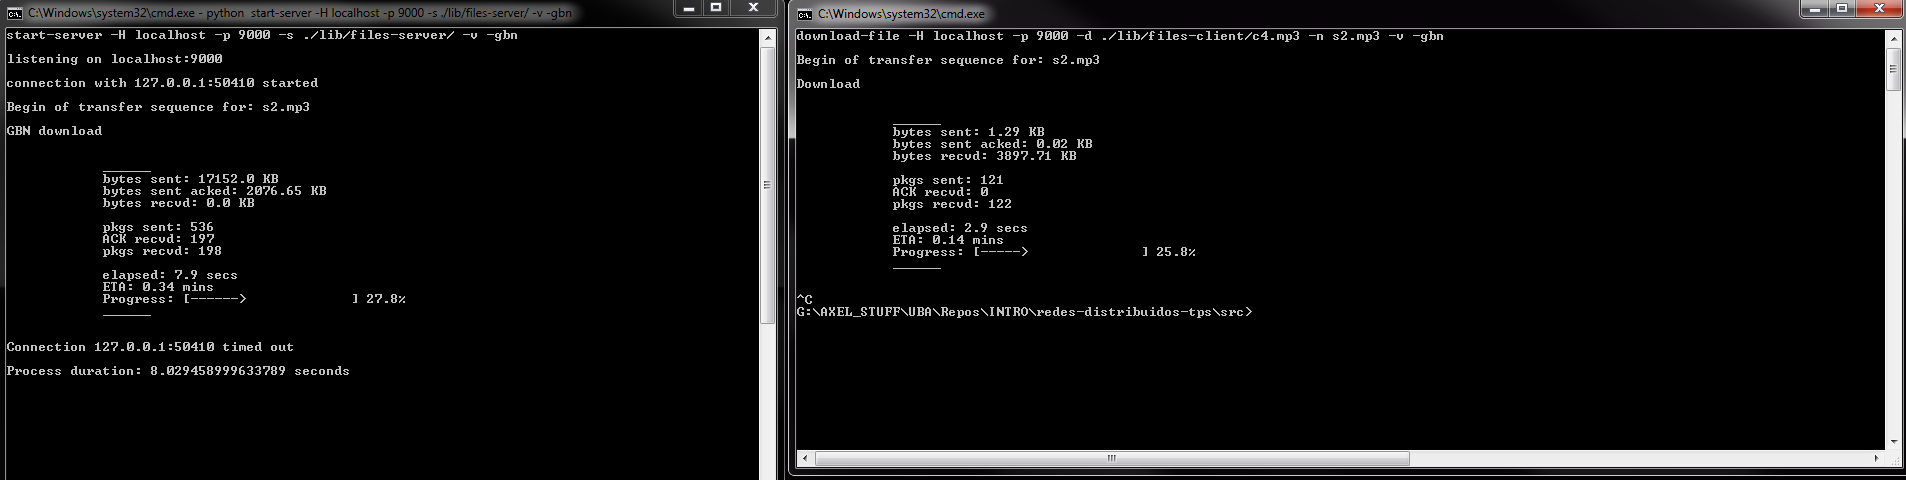 C:\Windows\system32\cmd.exe - python  start-server -H localhost -p 9000 -s ./lib/files-server/ -v -gbn
start-server -H localhost -p 9000 -s ./lib/files-server/ -v -gbn
listening on localhost:9000
connection with 127.0.0.1:50410 started
Begin of transfer sequence for: s2.mp3
GBN download
______
bytes sent: 17152.0 KB
bytes sent acked: 2076.65 KB
bytes recvd: 0.0 KB
pkgs sent: 536
ACK recvd: 197
pkgs recvd: 198
elapsed: 7.9 secs
ETA: 0.34 mins
Progress: [------>             ] 27.8%
______
Connection 127.0.0.1:50410 timed out
Process duration: 8.029458999633789 seconds
C:\Windows\system32\cmd.exe
download-file -H localhost -p 9000 -d ./lib/files-client/c4.mp3 -n s2.mp3 -v -gbn
Begin of transfer sequence for: s2.mp3
Download
______
bytes sent: 1.29 KB
bytes sent acked: 0.02 KB
bytes recvd: 3897.71 KB
pkgs sent: 121
ACK recvd: 0
pkgs recvd: 122
elapsed: 2.9 secs
ETA: 0.14 mins
Progress: [----->              ] 25.8%
______
^C
G:\AXEL_STUFF\UBA\Repos\INTRO\redes-distribuidos-tps\src>